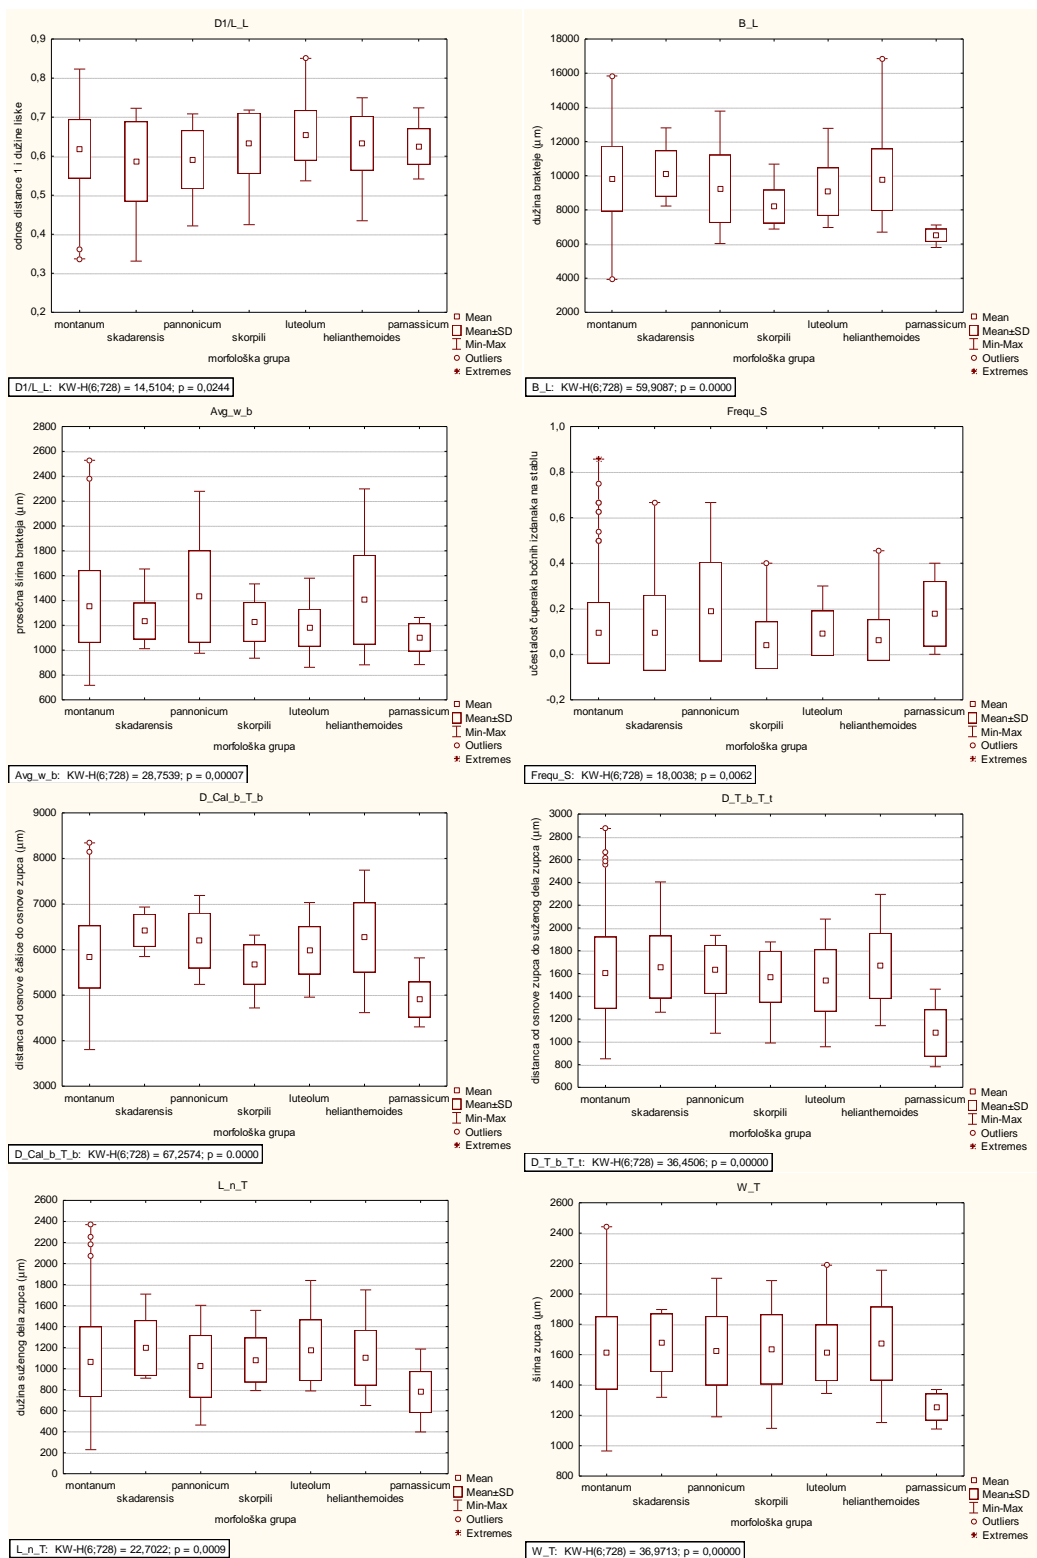 D1/L_L
odnos distance 1 i dužine liske
0,9
0,8
0,7
0,6
0,5
0,4
0,3
0,2
montanum
skadarensis
pannonicum
skorpili
luteolum
helianthemoides
parnassicum
morfološka grupa
Mean
Mean±SD
Min-Max
Outliers
Extremes
D1/L_L: KW-H(6;728) = 14,5104; p = 0,0244
B_L
dužina brakteje (µm)
18000
16000
14000
12000
10000
8000
6000
4000
2000
montanum
skadarensis
pannonicum
skorpili
luteolum
helianthemoides
parnassicum
morfološka grupa
Mean
Mean±SD
Min-Max
Outliers
Extremes
B_L: KW-H(6;728) = 59,9087; p = 0.0000
Avg_w_b
prosečna širina brakteja (µm)
2800
2600
2400
2200
2000
1800
1600
1400
1200
1000
800
600
montanum
skadarensis
pannonicum
skorpili
luteolum
helianthemoides
parnassicum
morfološka grupa
Mean
Mean±SD
Min-Max
Outliers
Extremes
Avg_w_b: KW-H(6;728) = 28,7539; p = 0,00007
Frequ_S
učestalost čuperaka bočnih izdanaka na stablu
1,0
0,8
0,6
0,4
0,2
0,0
-0,2
montanum
skadarensis
pannonicum
skorpili
luteolum
helianthemoides
parnassicum
morfološka grupa
Mean
Mean±SD
Min-Max
Outliers
Extremes
Frequ_S: KW-H(6;728) = 18,0038; p = 0,0062
D_Cal_b_T_b
distanca od osnove čašice do osnove zupca (µm)
9000
8000
7000
6000
5000
4000
3000
montanum
skadarensis
pannonicum
skorpili
luteolum
helianthemoides
parnassicum
morfološka grupa
Mean
Mean±SD
Min-Max
Outliers
Extremes
D_Cal_b_T_b: KW-H(6;728) = 67,2574; p = 0.0000
D_T_b_T_t
distanca od osnove zupca do suženog dela zupca (µm)
3000
2800
2600
2400
2200
2000
1800
1600
1400
1200
1000
800
600
montanum
skadarensis
pannonicum
skorpili
luteolum
helianthemoides
parnassicum
morfološka grupa
Mean
Mean±SD
Min-Max
Outliers
Extremes
D_T_b_T_t: KW-H(6;728) = 36,4506; p = 0,00000
L_n_T
dužina suženog dela zupca (µm)
2600
2400
2200
2000
1800
1600
1400
1200
1000
800
600
400
200
0
montanum
skadarensis
pannonicum
skorpili
luteolum
helianthemoides
parnassicum
morfološka grupa
Mean
Mean±SD
Min-Max
Outliers
Extremes
L_n_T: KW-H(6;728) = 22,7022; p = 0,0009
W_T
širina zupca (µm)
2600
2400
2200
2000
1800
1600
1400
1200
1000
800
montanum
skadarensis
pannonicum
skorpili
luteolum
helianthemoides
parnassicum
morfološka grupa
Mean
Mean±SD
Min-Max
Outliers
Extremes
W_T: KW-H(6;728) = 36,9713; p = 0,00000